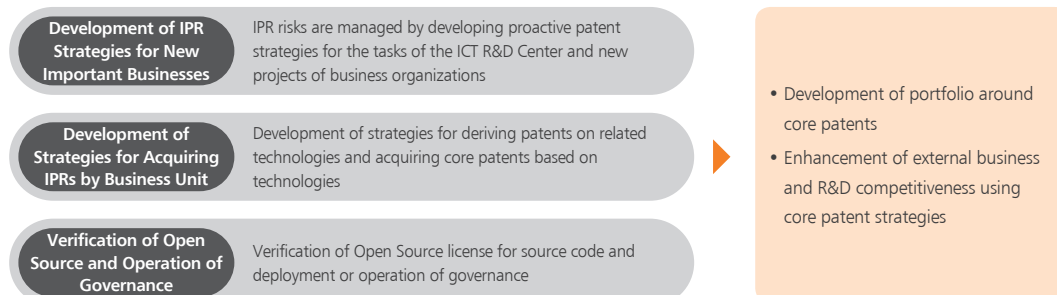 Development of IPR
Strategies for New
Important Businesses
IPR risks are managed by developing proactive patent
strategies for the tasks of the ICT R&D Center and new
projects of business organizations
Development of
Strategies for Acquiring
IPRs by Business Unit
Development of strategies for deriving patents on related
technologies and acquiring core patents based on
technologies
Verification of Open
Source and Operation of
Governance
Verification of Open Source license for source code and
deployment or operation of governance
• Development of portfolio around
core patents
• Enhancement of external business
and R&D competitiveness using
core patent strategies